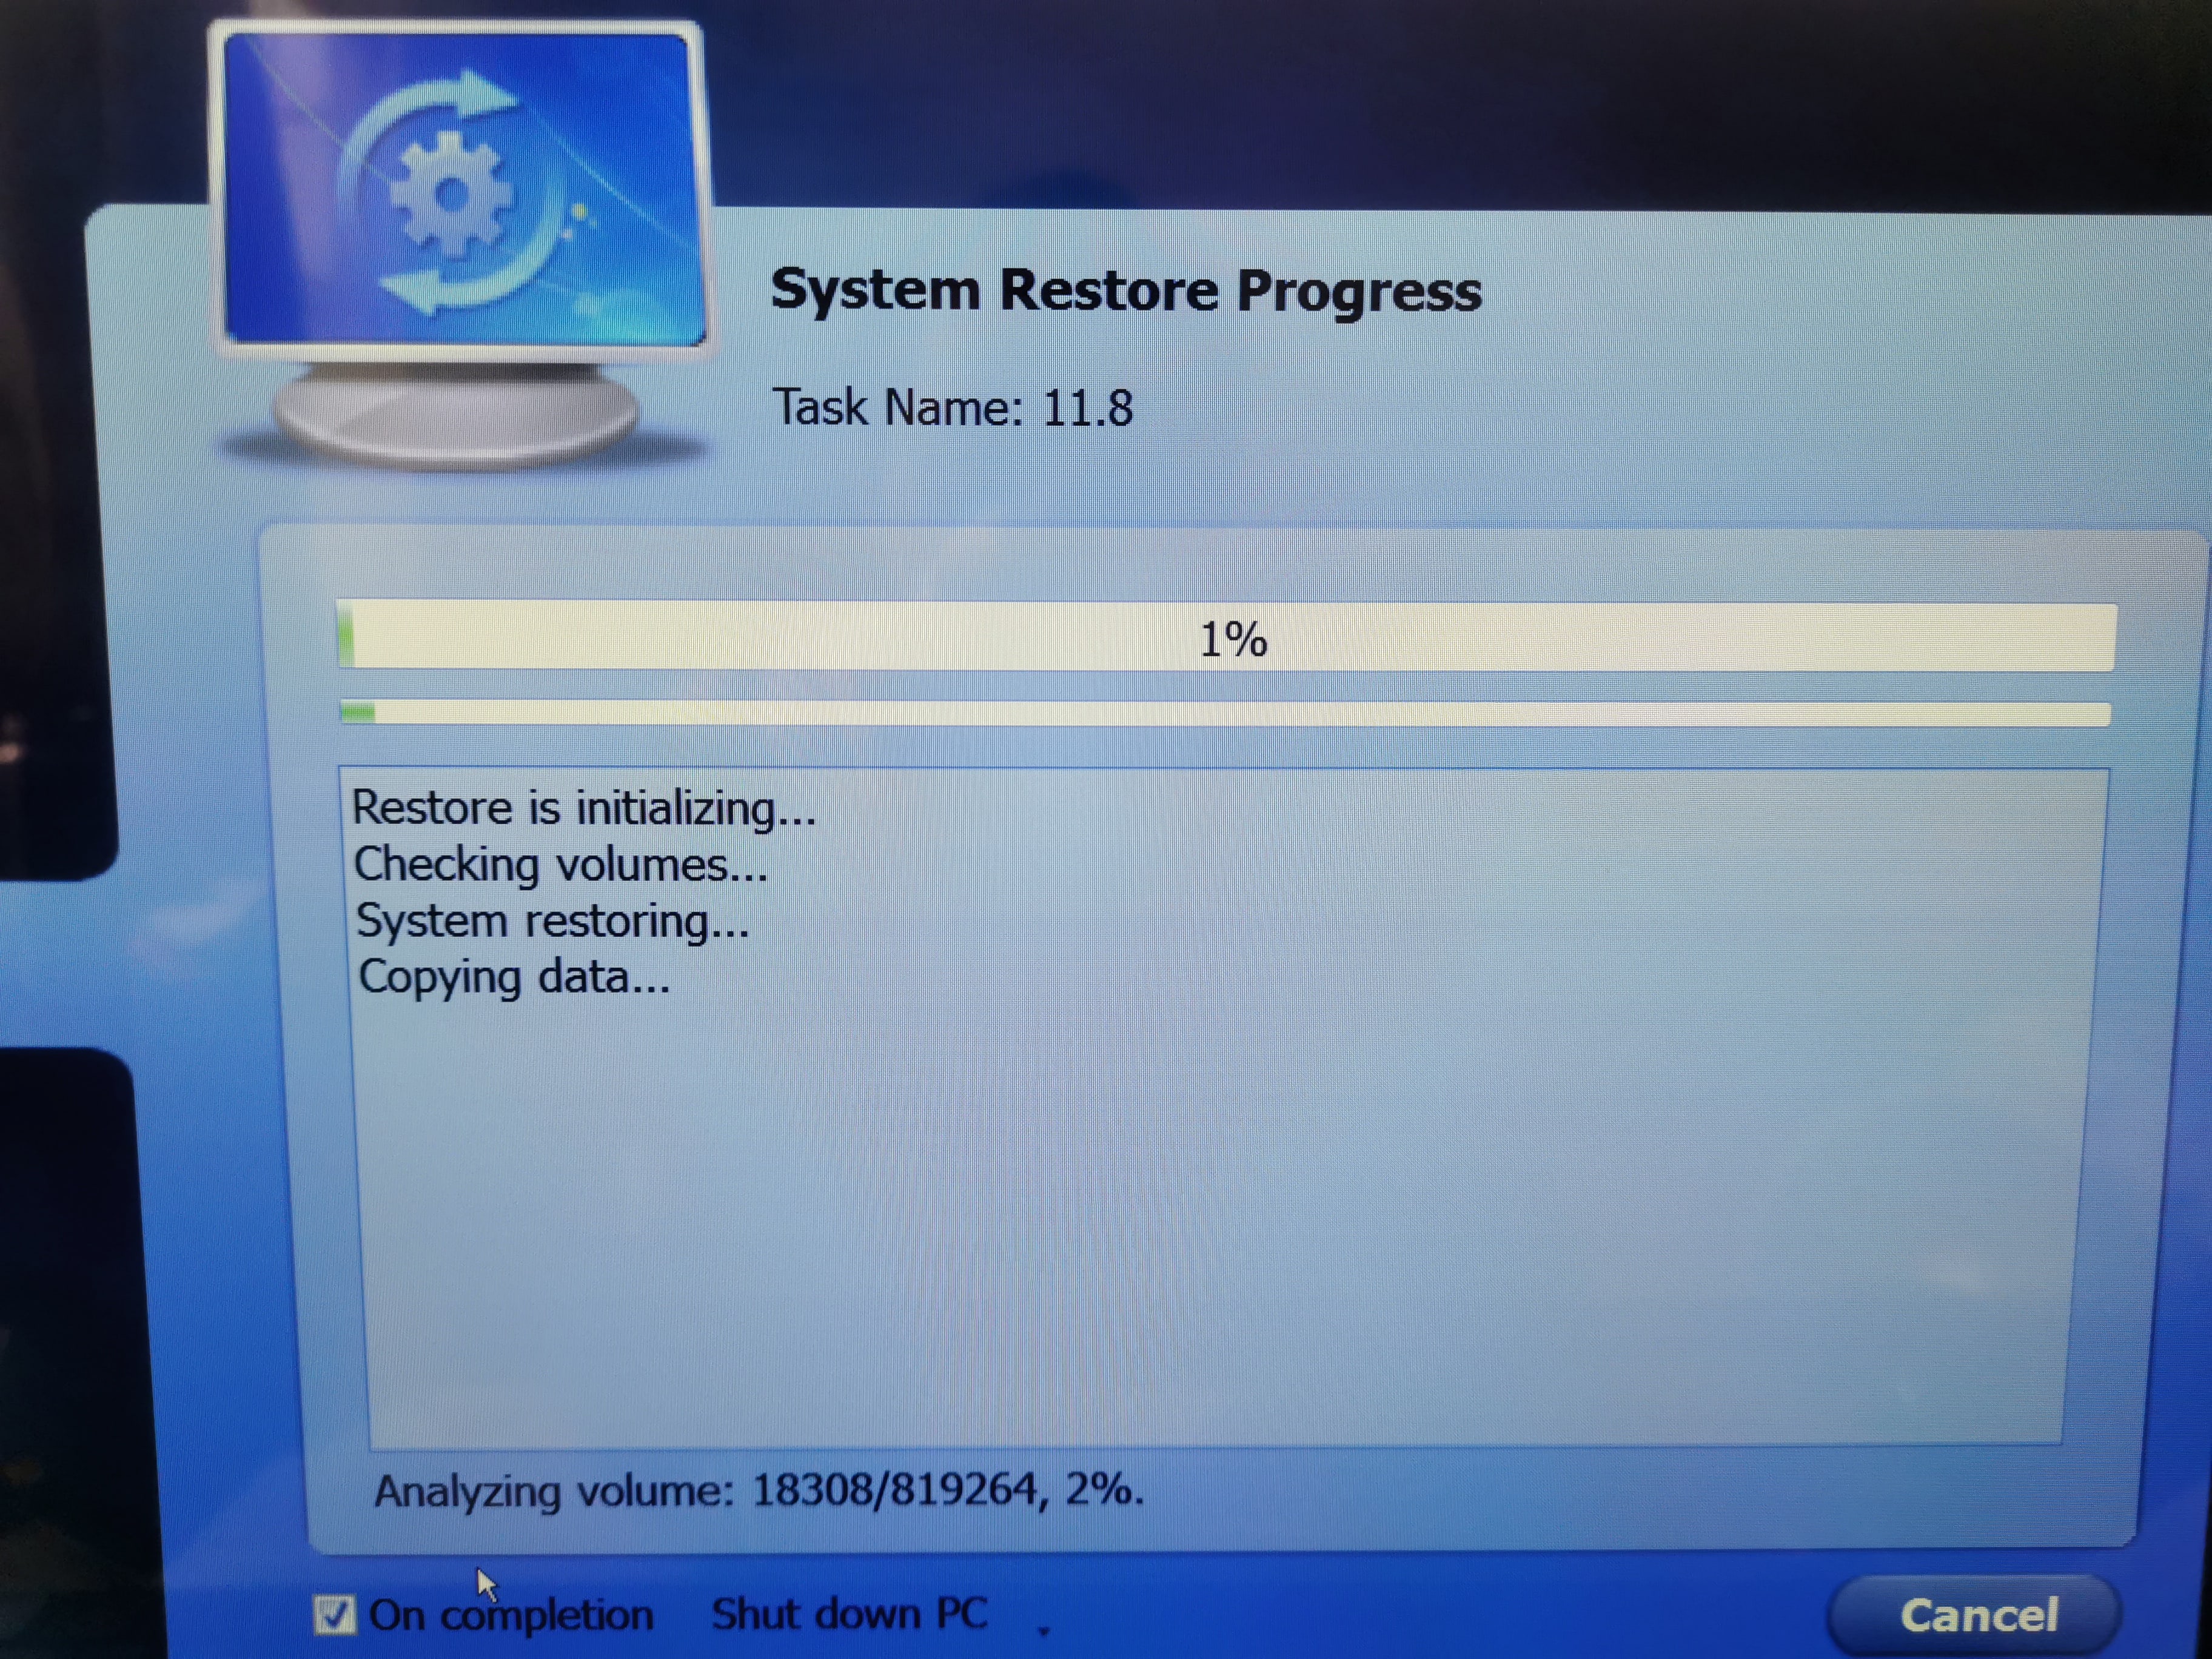 System Restore Progress
Task Name: 11.8
1%
Restore is initializing...
Checking volumes...
System restoring...
Copying data...
Analyzing volume: 18308/819264, 2%.
On completion Shut down PC
Cancel